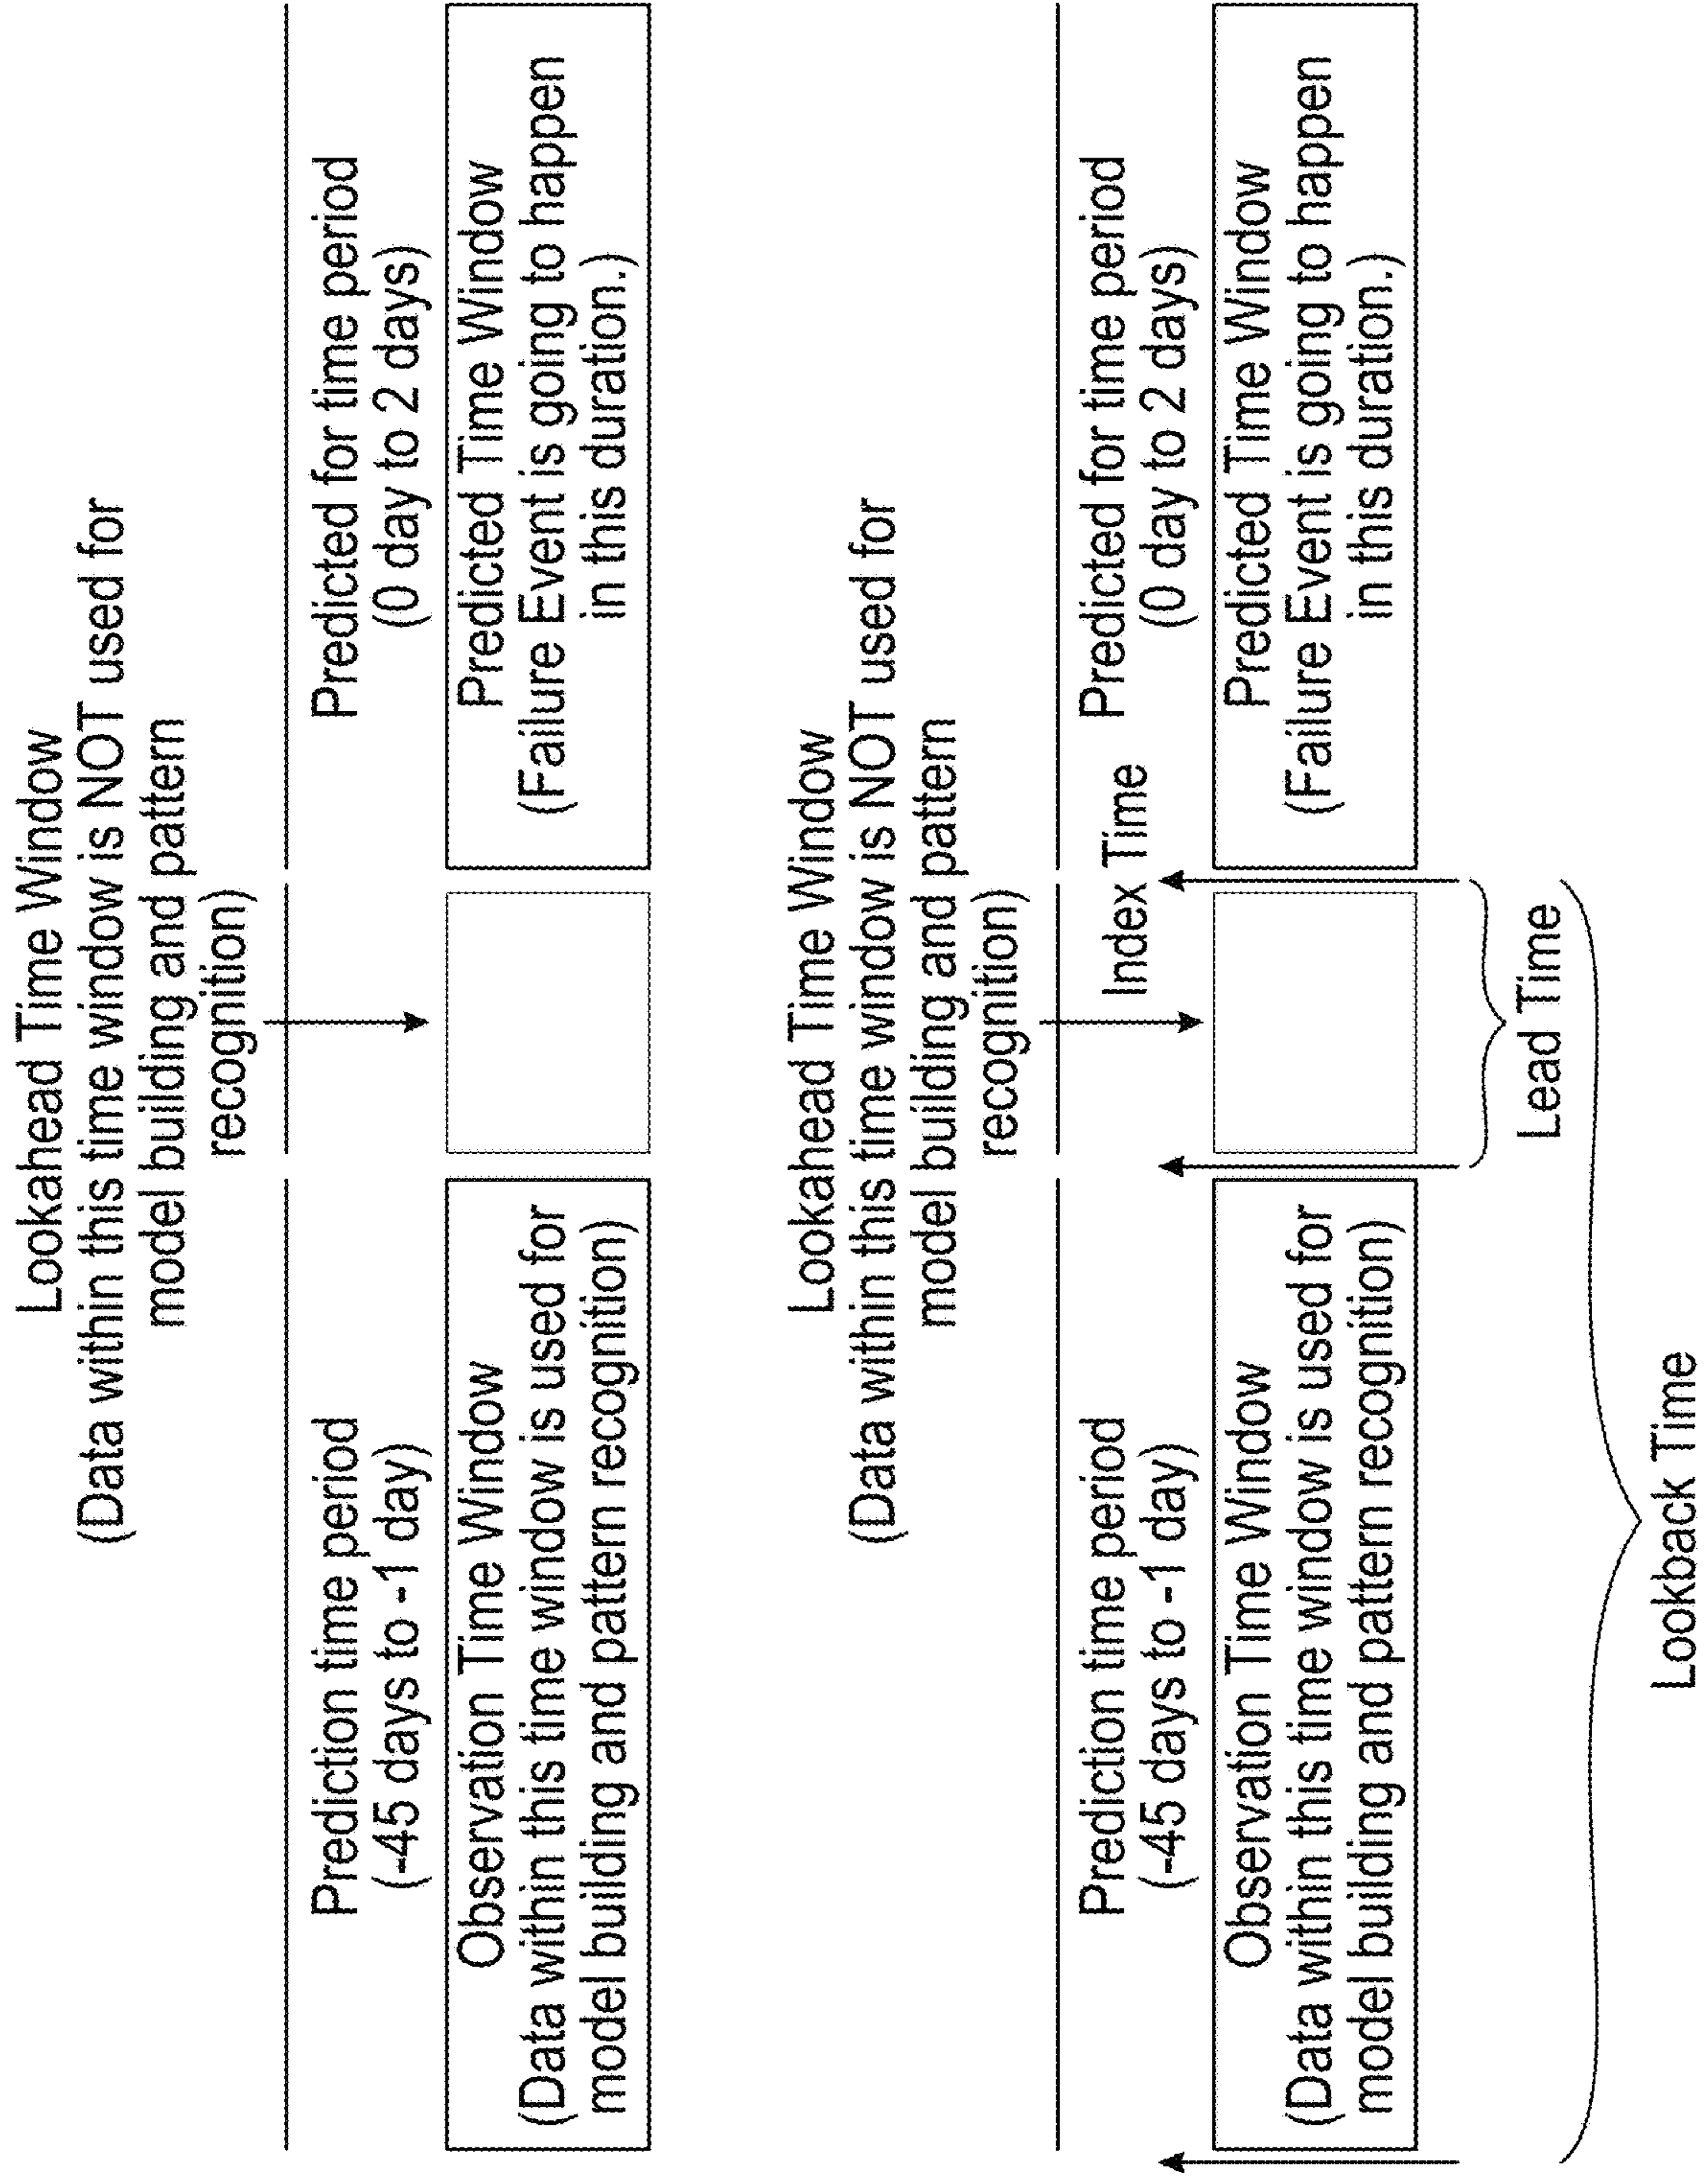 Lookahead Time Window
(Data within this time window is NOT used for
model building and pattern
recognition)
Prediction time period
(-45 days to -1 day)
Predicted for time period
(0 day to 2 days)
Observation Time Window
(Data within this time window is used for
model building and pattern recognition)
Predicted Time Window
(Failure Event is going to happen
in this duration.)
Lookahead Time Window
(Data within this time window is NOT used for
model building and pattern
recognition)
Prediction time period
(-45 days to -1 day)
Index Time
Predicted for time period
(0 day to 2 days)
Observation Time Window
(Data within this time window is used for
model building and pattern recognition)
Predicted Time Window
(Failure Event is going to happen
in this duration.)
Lead Time
Lookback Time